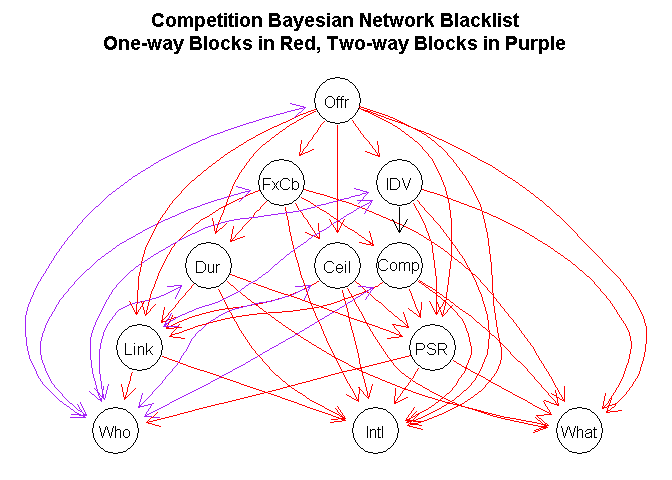 Competition Bayesian Network Blacklist
One-way Blocks in Red, Two-way Blocks in Purple
Offr
FxCb
IDV
Dur
Ceil
Comp
Link
PSR
Who
Intl
What